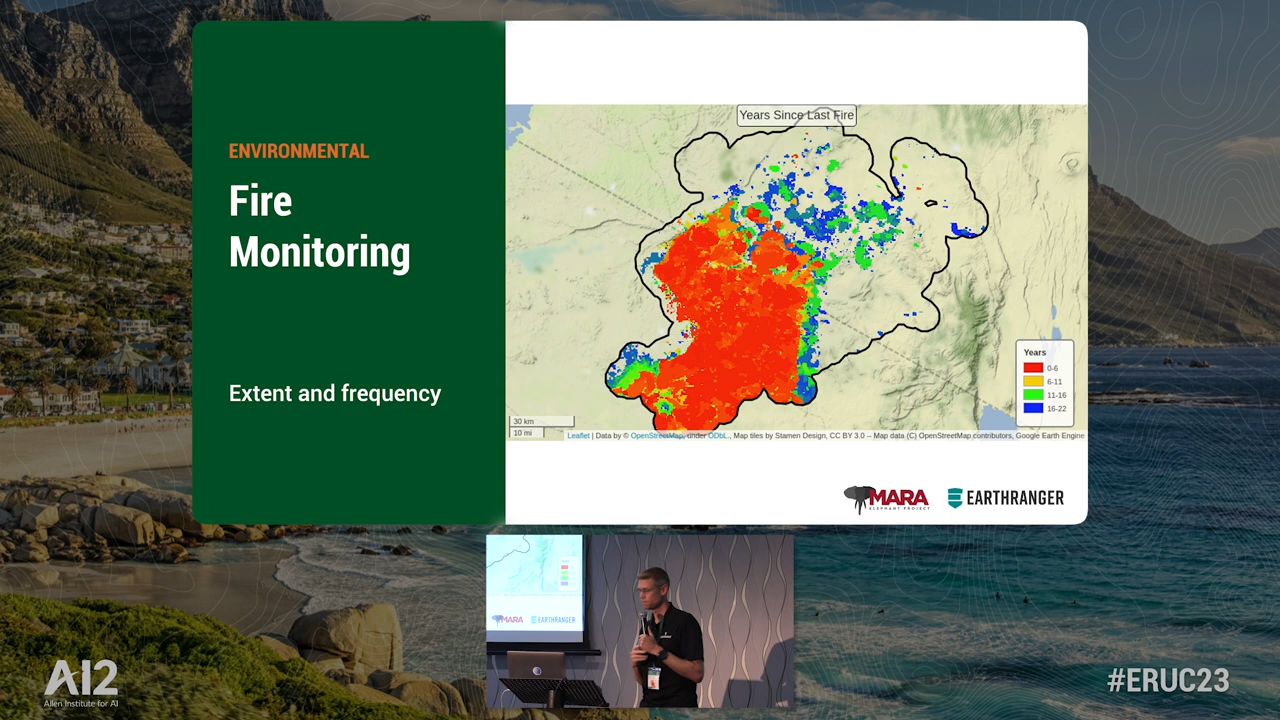 ENVIRONMENTAL
Fire
Monitoring
Extent and frequency
Years Since Last Fire
Years
0-6
6-11
11-16
16-22
30 km
10 mi
Leaflet | Data by © OpenStreetMap, under ODbL., Map tiles by Stamen Design, CC BY 3.0 -- Map data (C) OpenStreetMap contributors, Google Earth Engine
MARA
ELEPHANT PROJECT
EARTHRANGER
MARA
EARTHRANGER
AI2
Allen Institute for AI
#ERUC23